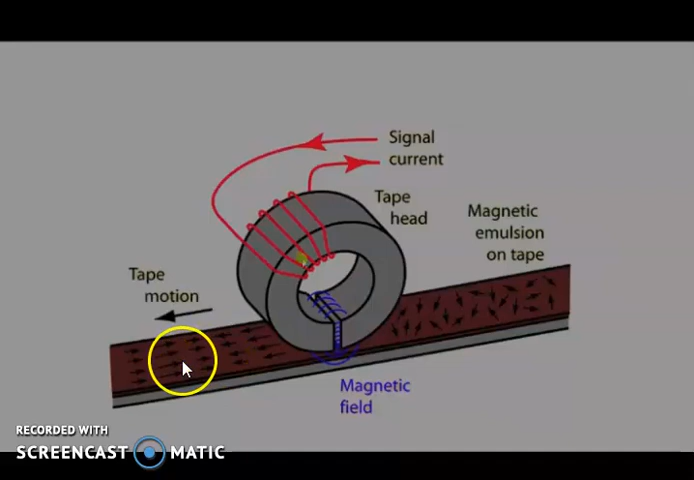 Signal
current
Tape
head
Magnetic
emulsion
on tape
Tape
motion
Magnetic
field
RECORDED WITH
SCREENCAST MATIC